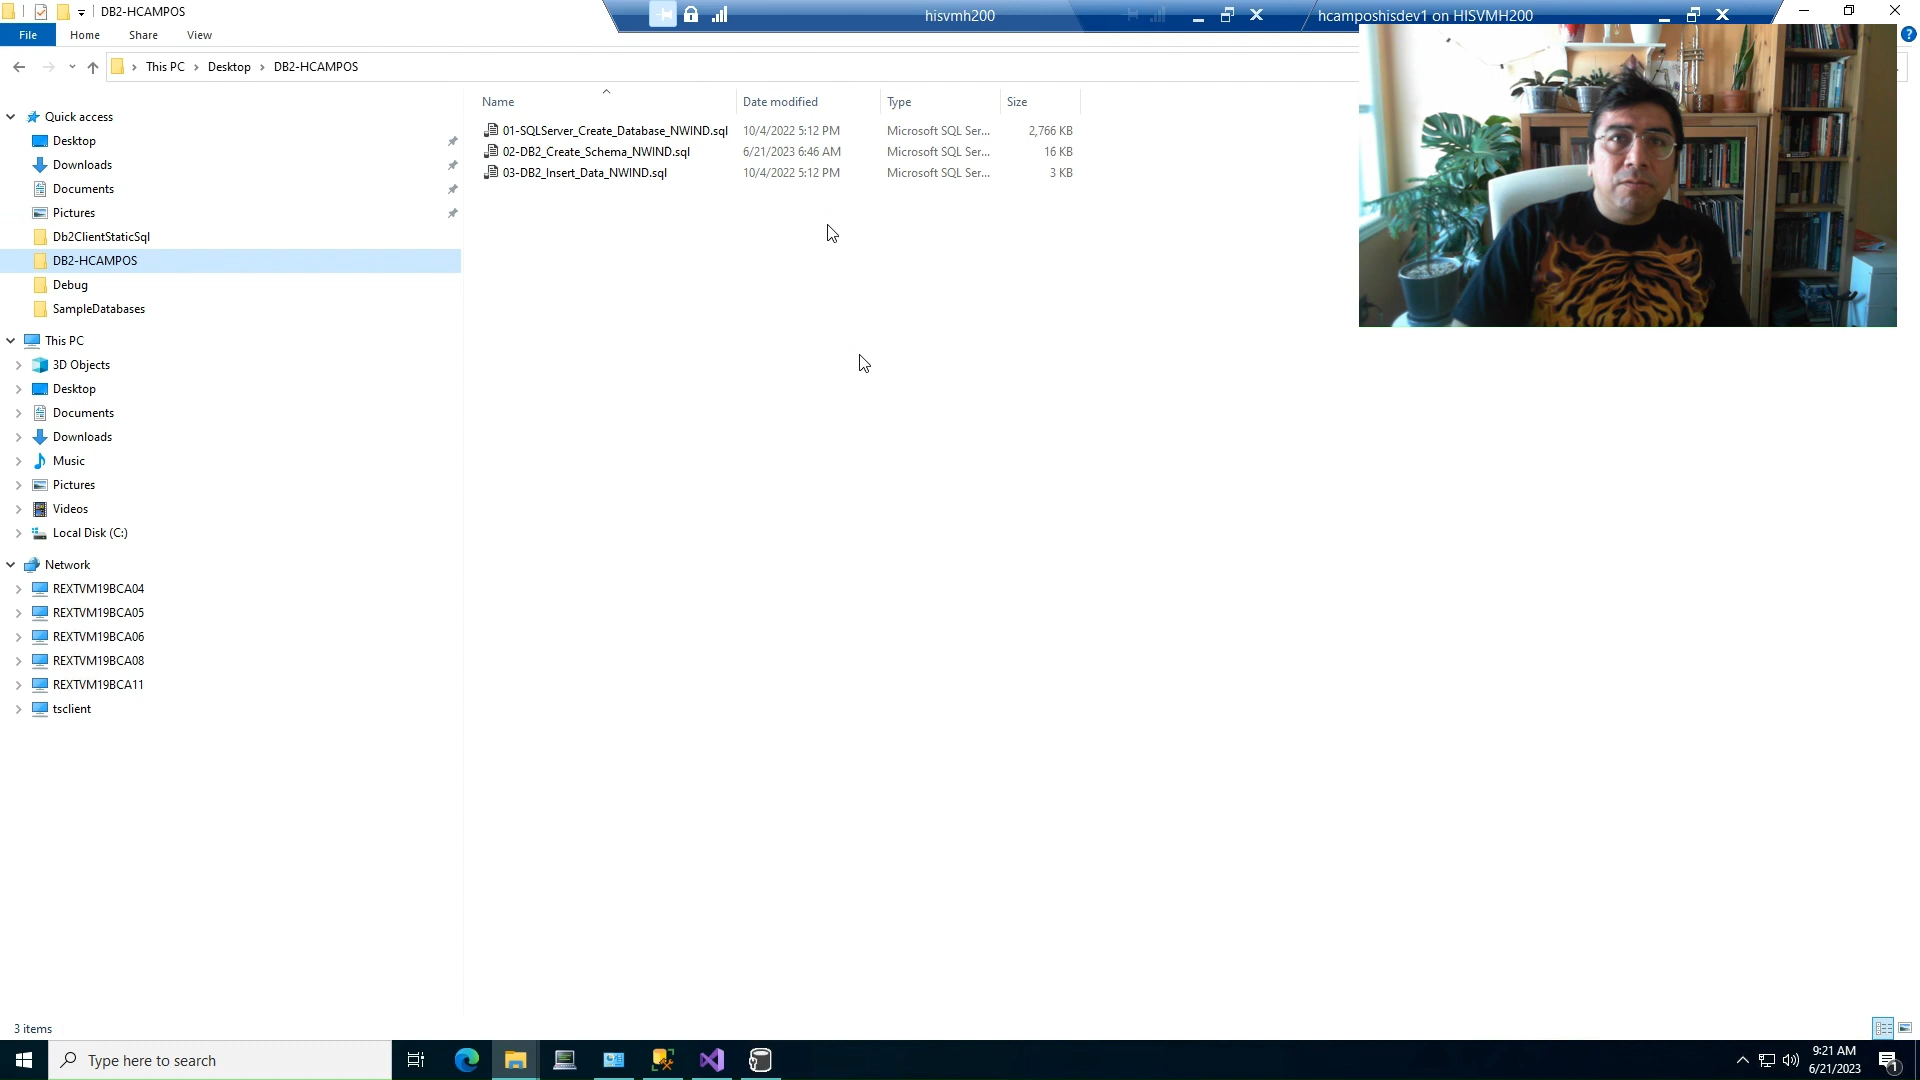 DB2-HCAMPOS
hisvmh200
hcamposhisdev1 on HISVMH200
File Home Share View
This PC Desktop DB2-HCAMPOS
Name Date modified Type Size
01-SQLServer_Create_Database_NWIND.sql 10/4/2022 5:12 PM Microsoft SQL Ser... 2,766 KB
02-DB2_Create_Schema_NWIND.sql 6/21/2023 6:46 AM Microsoft SQL Ser... 16 KB
03-DB2_Insert_Data_NWIND.sql 10/4/2022 5:12 PM Microsoft SQL Ser... 3 KB
Quick access
Desktop
Downloads
Documents
Pictures
Db2ClientStaticSql
DB2-HCAMPOS
Debug
SampleDatabases
This PC
3D Objects
Desktop
Documents
Downloads
Music
Pictures
Videos
Local Disk (C:)
Network
REXTVM19BCA04
REXTVM19BCA05
REXTVM19BCA06
REXTVM19BCA08
REXTVM19BCA11
tsclient
3 items
Type here to search
9:21 AM
6/21/2023
1